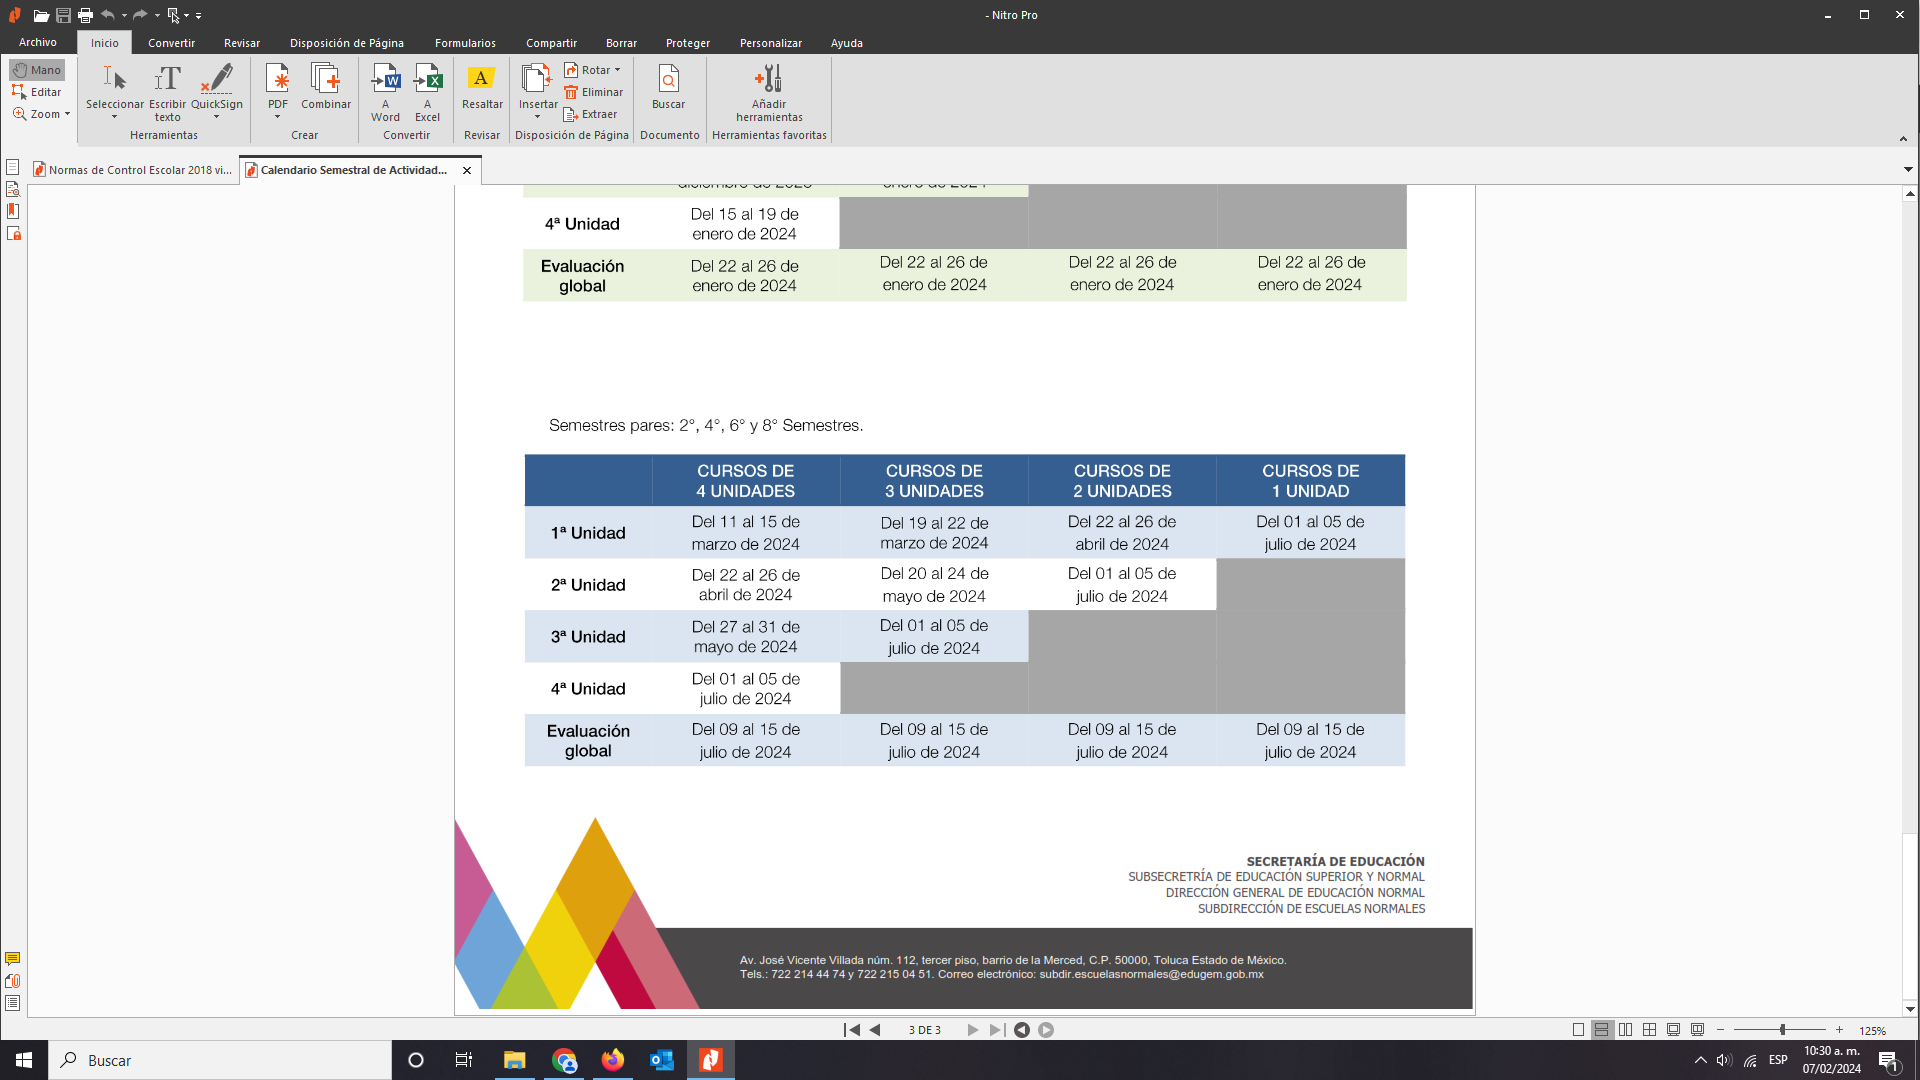 - Nitro Pro
Archivo Inicio Convertir Revisar Disposición de Página Formularios Compartir Borrar Proteger Personalizar Ayuda
Mano
Editar
Zoom
Seleccionar
Escribir texto
QuickSign
Herramientas
PDF
Combinar
Crear
A Word
A Excel
Convertir
Resaltar
Revisar
Insertar
Rotar
Eliminar
Extraer
Disposición de Página
Buscar
Documento
Añadir herramientas
Herramientas favoritas
Normas de Control Escolar 2018 vi... Calendario Semestral de Actividad...
diciembre de 2023 enero de 2024
4ª Unidad Del 15 al 19 de enero de 2024
Evaluación global Del 22 al 26 de enero de 2024 Del 22 al 26 de enero de 2024 Del 22 al 26 de enero de 2024 Del 22 al 26 de enero de 2024
Semestres pares: 2°, 4°, 6° y 8° Semestres.
CURSOS DE 4 UNIDADES CURSOS DE 3 UNIDADES CURSOS DE 2 UNIDADES CURSOS DE 1 UNIDAD
1ª Unidad Del 11 al 15 de marzo de 2024 Del 19 al 22 de marzo de 2024 Del 22 al 26 de abril de 2024 Del 01 al 05 de julio de 2024
2ª Unidad Del 22 al 26 de abril de 2024 Del 20 al 24 de mayo de 2024 Del 01 al 05 de julio de 2024
3ª Unidad Del 27 al 31 de mayo de 2024 Del 01 al 05 de julio de 2024
4ª Unidad Del 01 al 05 de julio de 2024
Evaluación global Del 09 al 15 de julio de 2024 Del 09 al 15 de julio de 2024 Del 09 al 15 de julio de 2024 Del 09 al 15 de julio de 2024
SECRETARÍA DE EDUCACIÓN
SUBSECRETRÍA DE EDUCACIÓN SUPERIOR Y NORMAL
DIRECCIÓN GENERAL DE EDUCACIÓN NORMAL
SUBDIRECCIÓN DE ESCUELAS NORMALES
Av. José Vicente Villada núm. 112, tercer piso, barrio de la Merced, C.P. 50000, Toluca Estado de México.
Tels.: 722 214 44 74 y 722 215 04 51. Correo electrónico: subdir.escuelasnormales@edugem.gob.mx
3 DE 3
125%
Buscar
ESP
10:30 a. m.
07/02/2024
1